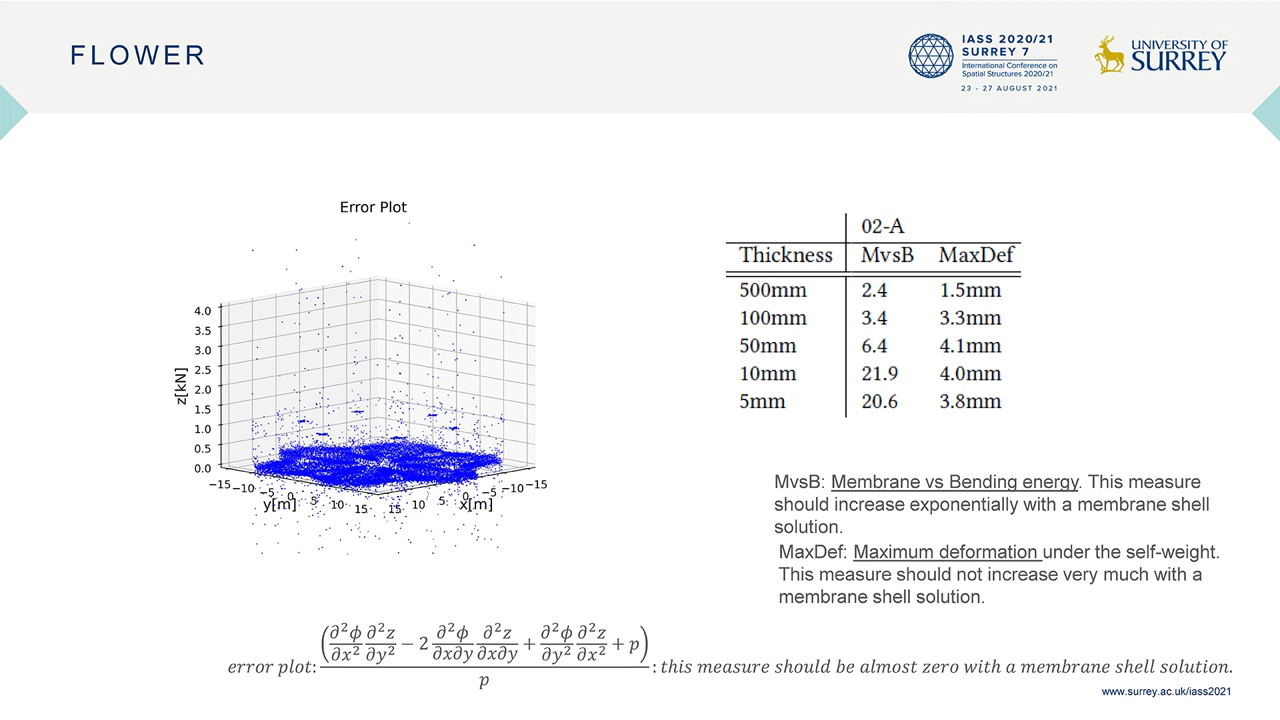 FLOWER
IASS 2020/21
SURREY 7
International Conference on
Spatial Structures 2020/21
23 - 27 AUGUST 2021
UNIVERSITY OF
SURREY
Error Plot
z[kN]
4.0
3.5
3.0
2.5
2.0
1.5
1.0
0.5
0.0
−15 −10 −5 0 5 10 15
y[m]
15 10 5 0 −5 −10 −15
x[m]
02-A
Thickness MvsB MaxDef
500mm 2.4 1.5mm
100mm 3.4 3.3mm
50mm 6.4 4.1mm
10mm 21.9 4.0mm
5mm 20.6 3.8mm
MvsB: Membrane vs Bending energy. This measure
should increase exponentially with a membrane shell
solution.
MaxDef: Maximum deformation under the self-weight.
This measure should not increase very much with a
membrane shell solution.
error plot: (∂²ϕ/∂x² ∂²z/∂y² − 2 ∂²ϕ/∂x∂y ∂²z/∂x∂y + ∂²ϕ/∂y² ∂²z/∂x² + p) / p : this measure should be almost zero with a membrane shell solution.
www.surrey.ac.uk/iass2021